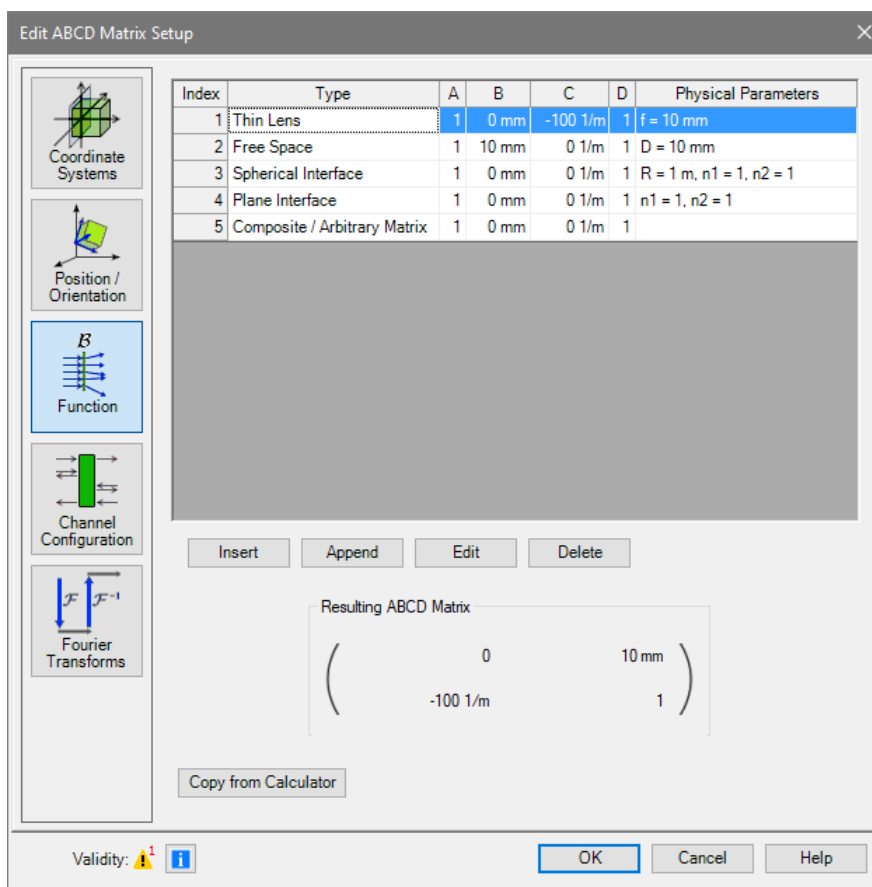 Edit ABCD Matrix Setup
Coordinate
Systems
Position /
Orientation
B
Function
Channel
Configuration
F F⁻¹
Fourier
Transforms
Index Type A B C D Physical Parameters
1 Thin Lens 1 0 mm -100 1/m 1 f = 10 mm
2 Free Space 1 10 mm 0 1/m 1 D = 10 mm
3 Spherical Interface 1 0 mm 0 1/m 1 R = 1 m, n1 = 1, n2 = 1
4 Plane Interface 1 0 mm 0 1/m 1 n1 = 1, n2 = 1
5 Composite / Arbitrary Matrix 1 0 mm 0 1/m 1
Insert Append Edit Delete
Resulting ABCD Matrix
0 10 mm
-100 1/m 1
Copy from Calculator
Validity: 1 i OK Cancel Help